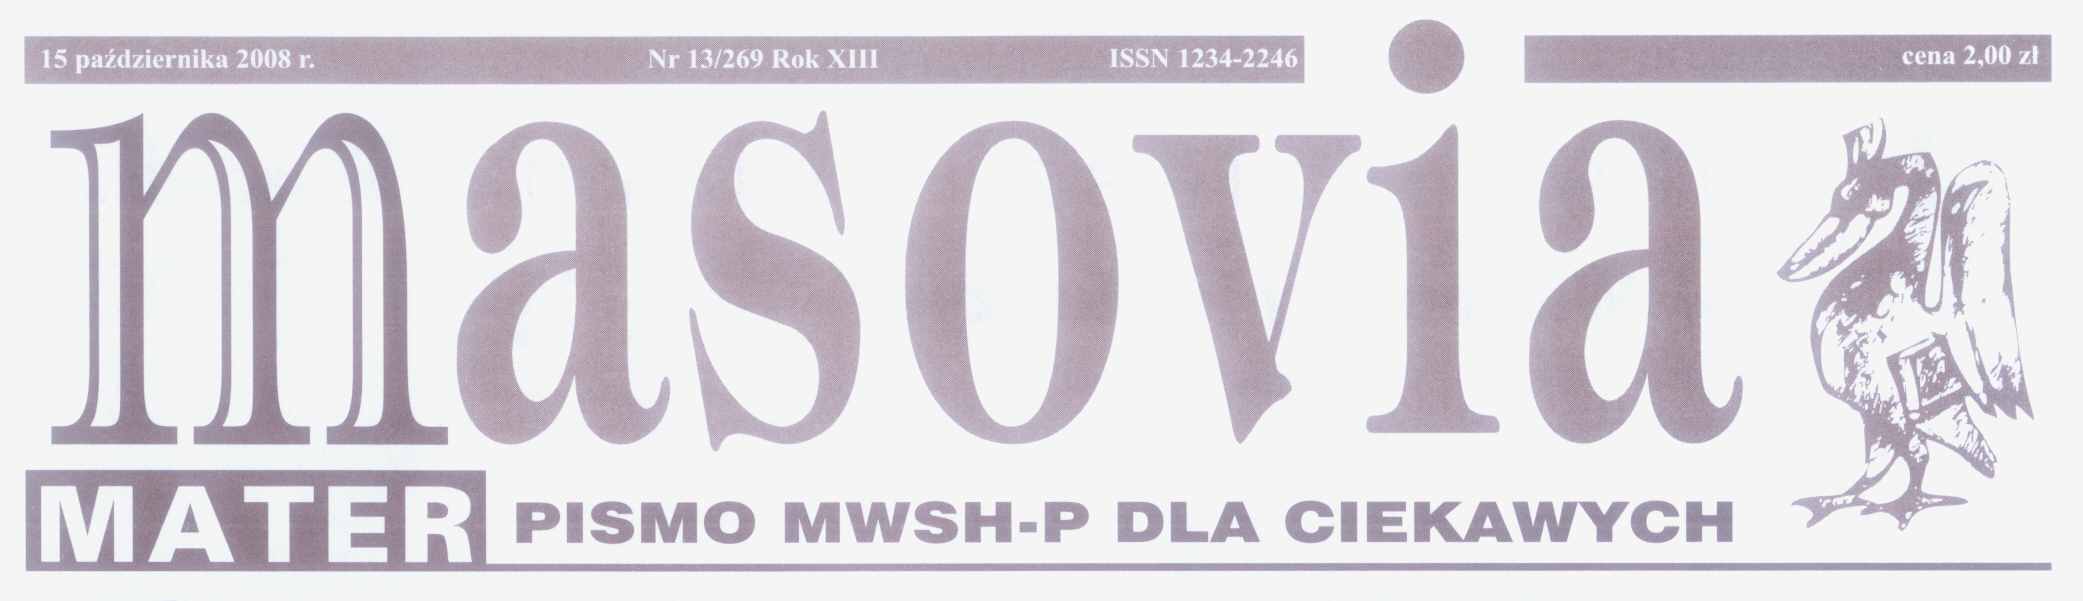 15 października 2008 r. Nr 13/269 Rok XIII ISSN 1234-2246 cena 2,00 zł
masovia
MATER PISMO MWSH-P DLA CIEKAWYCH